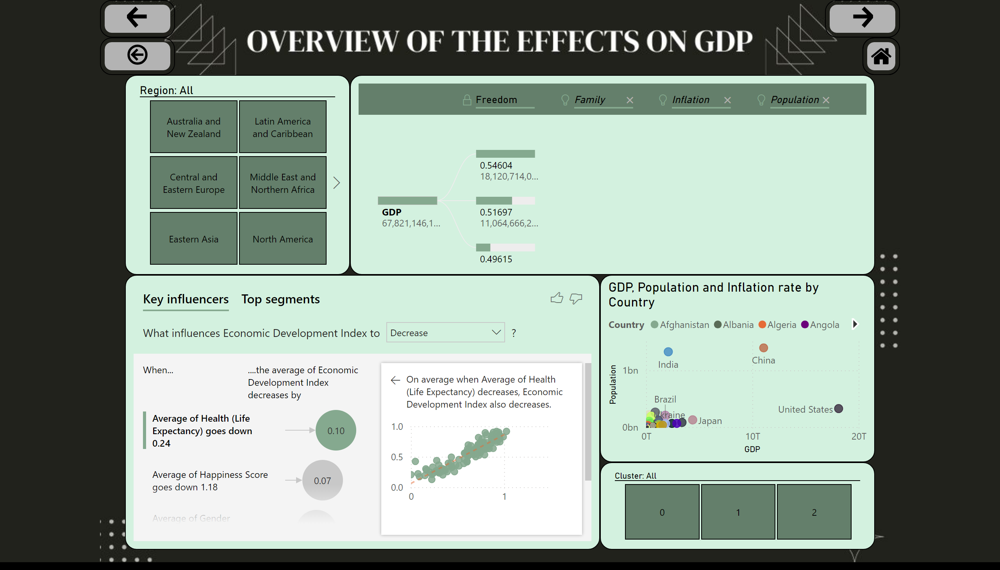 OVERVIEW OF THE EFFECTS ON GDP
Region: All
Australia and
New Zealand
Latin America
and Caribbean
Central and
Eastern Europe
Middle East and
Northern Africa
Eastern Asia
North America
Freedom
Family
Inflation
Population
0.54604
18,120,714,0...
GDP
67,821,146,1...
0.51697
11,064,666,2...
0.49615
Key influencers
Top segments
What influences Economic Development Index to
Decrease
?
When...
....the average of Economic
Development Index
decreases by
Average of Health (Life
Expectancy) goes down
0.24
0.10
Average of Happiness Score
goes down 1.18
0.07
Average of Gender
On average when Average of Health
(Life Expectancy) decreases, Economic
Development Index also decreases.
1.0
0.5
0.0
0
1
GDP, Population and Inflation rate by
Country
Country
Afghanistan
Albania
Algeria
Angola
Population
1bn
0bn
India
China
Brazil
kraine
United States
Japan
0T
10T
20T
GDP
Cluster: All
0
1
2